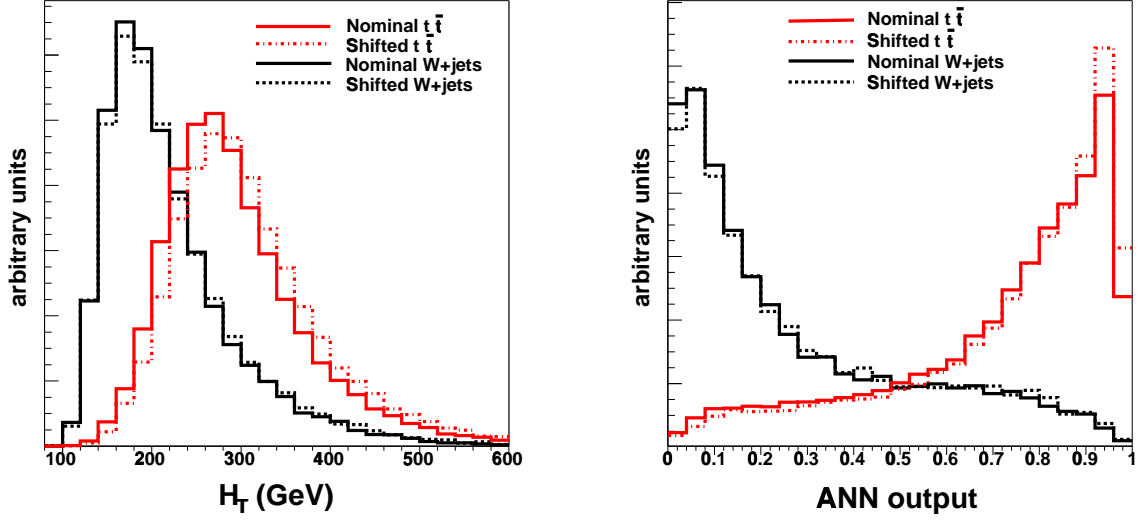 Nominal t t̄
Shifted t t̄
Nominal W+jets
Shifted W+jets
arbitrary units
100 200 300 400 500 600
H_T (GeV)
Nominal t t̄
Shifted t t̄
Nominal W+jets
Shifted W+jets
arbitrary units
0 0.1 0.2 0.3 0.4 0.5 0.6 0.7 0.8 0.9 1
ANN output